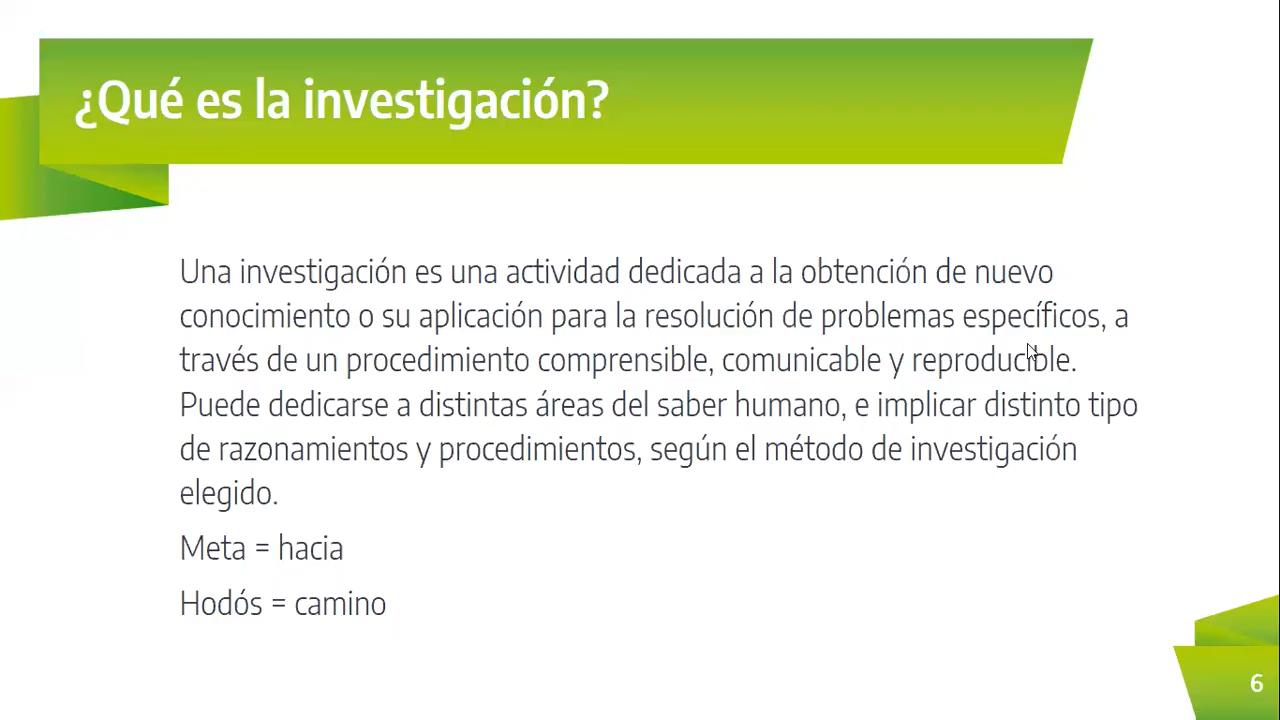 ¿Qué es la investigación?
Una investigación es una actividad dedicada a la obtención de nuevo
conocimiento o su aplicación para la resolución de problemas específicos, a
través de un procedimiento comprensible, comunicable y reproducible.
Puede dedicarse a distintas áreas del saber humano, e implicar distinto tipo
de razonamientos y procedimientos, según el método de investigación
elegido.
Meta = hacia
Hodós = camino
6